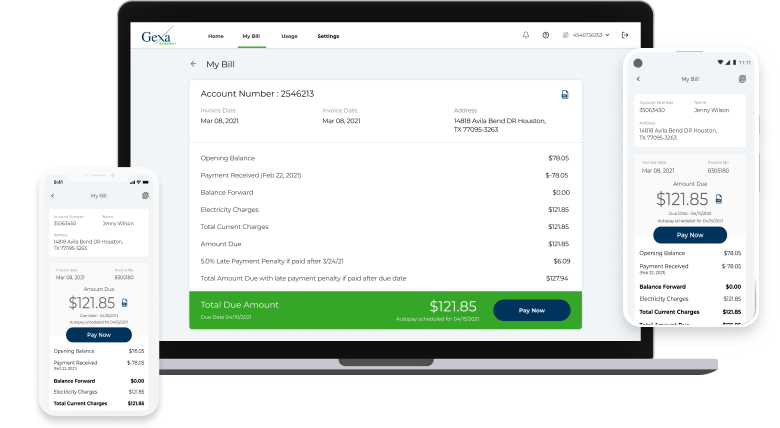 Gexa
ENERGY
Home
My Bill
Usage
Settings
4546726353
My Bill
Account Number : 2546213
Invoice Date
Invoice Date
Address
Mar 08, 2021
Mar 08, 2021
14818 Avila Bend DR Houston,
TX 77095-3263
Opening Balance $78.05
Payment Received (Feb 22, 2021) $-78.05
Balance Forward $0.00
Electricity Charges $121.85
Total Current Charges $121.85
Amount Due $121.85
5.0% Late Payment Penalty if paid after 3/24/21 $6.09
Total Amount Due with late payment penalty if paid after due date $127.94
Total Due Amount
$121.85
Due Date 04/10/2021
Autopay scheduled for 04/15/2021
Pay Now
9:41
My Bill
Account Number
Name
35063450
Jenny Wilson
Address
14818 Avila Bend DR Houston,
TX 77095-3263
Invoice date
Invoice No
Mar 08, 2021
8305180
Amount Due
$121.85
Due Date - 04/15/2021
Autopay scheduled for 04/15/2021
Pay Now
Opening Balance $78.05
Payment Received $-78.05
(Feb 22, 2021)
Balance Forward $0.00
Electricity Charges $121.85
Total Current Charges $121.85
11:11
My Bill
Account Number
Name
35063450
Jenny Wilson
Address
14818 Avila Bend DR Houston,
TX 77095-3263
Invoice date
Invoice No
Mar 08, 2021
8305180
Amount Due
$121.85
Due Date - 04/15/2021
Autopay scheduled for 04/15/2021
Pay Now
Opening Balance $78.05
Payment Received $-78.05
(Feb 22, 2021)
Balance Forward $0.00
Electricity Charges $121.85
Total Amount Due $121.85